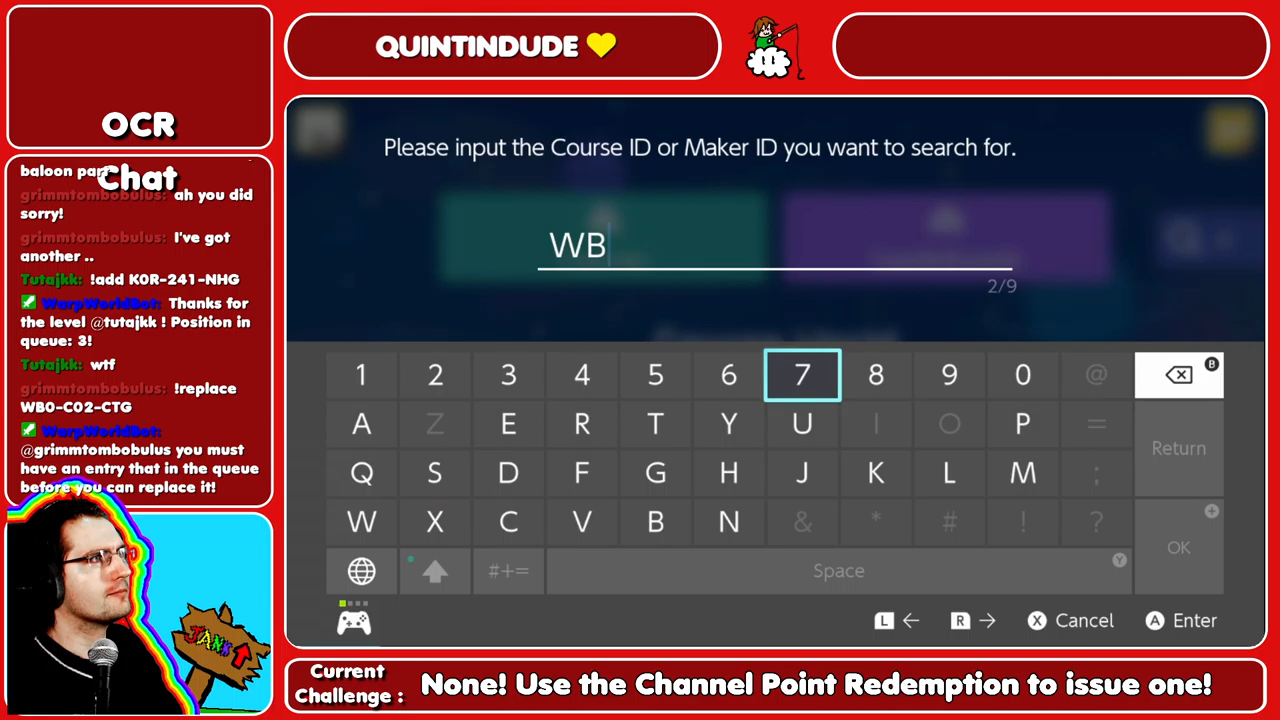 QUINTINDUDE
OCR
Chat
baloon part
grimmtombobulus: ah you did
sorry!
grimmtombobulus: I've got
another ..
Tutajkk: !add K0R-241-NHG
WarpWorldBot: Thanks for
the level @tutajkk ! Position in
queue: 3!
Tutajkk: wtf
grimmtombobulus: !replace
WB0-C02-CTG
WarpWorldBot:
@grimmtombobulus you must
have an entry that in the queue
before you can replace it!
JANK
Please input the Course ID or Maker ID you want to search for.
WB
2/9
1 2 3 4 5 6 7 8 9 0 @ B
A Z E R T Y U I O P =
Return
Q S D F G H J K L M ;
W X C V B N & * # ! ?
OK
#+= Space Y
L ← R → X Cancel A Enter
Current
Challenge :
None! Use the Channel Point Redemption to issue one!